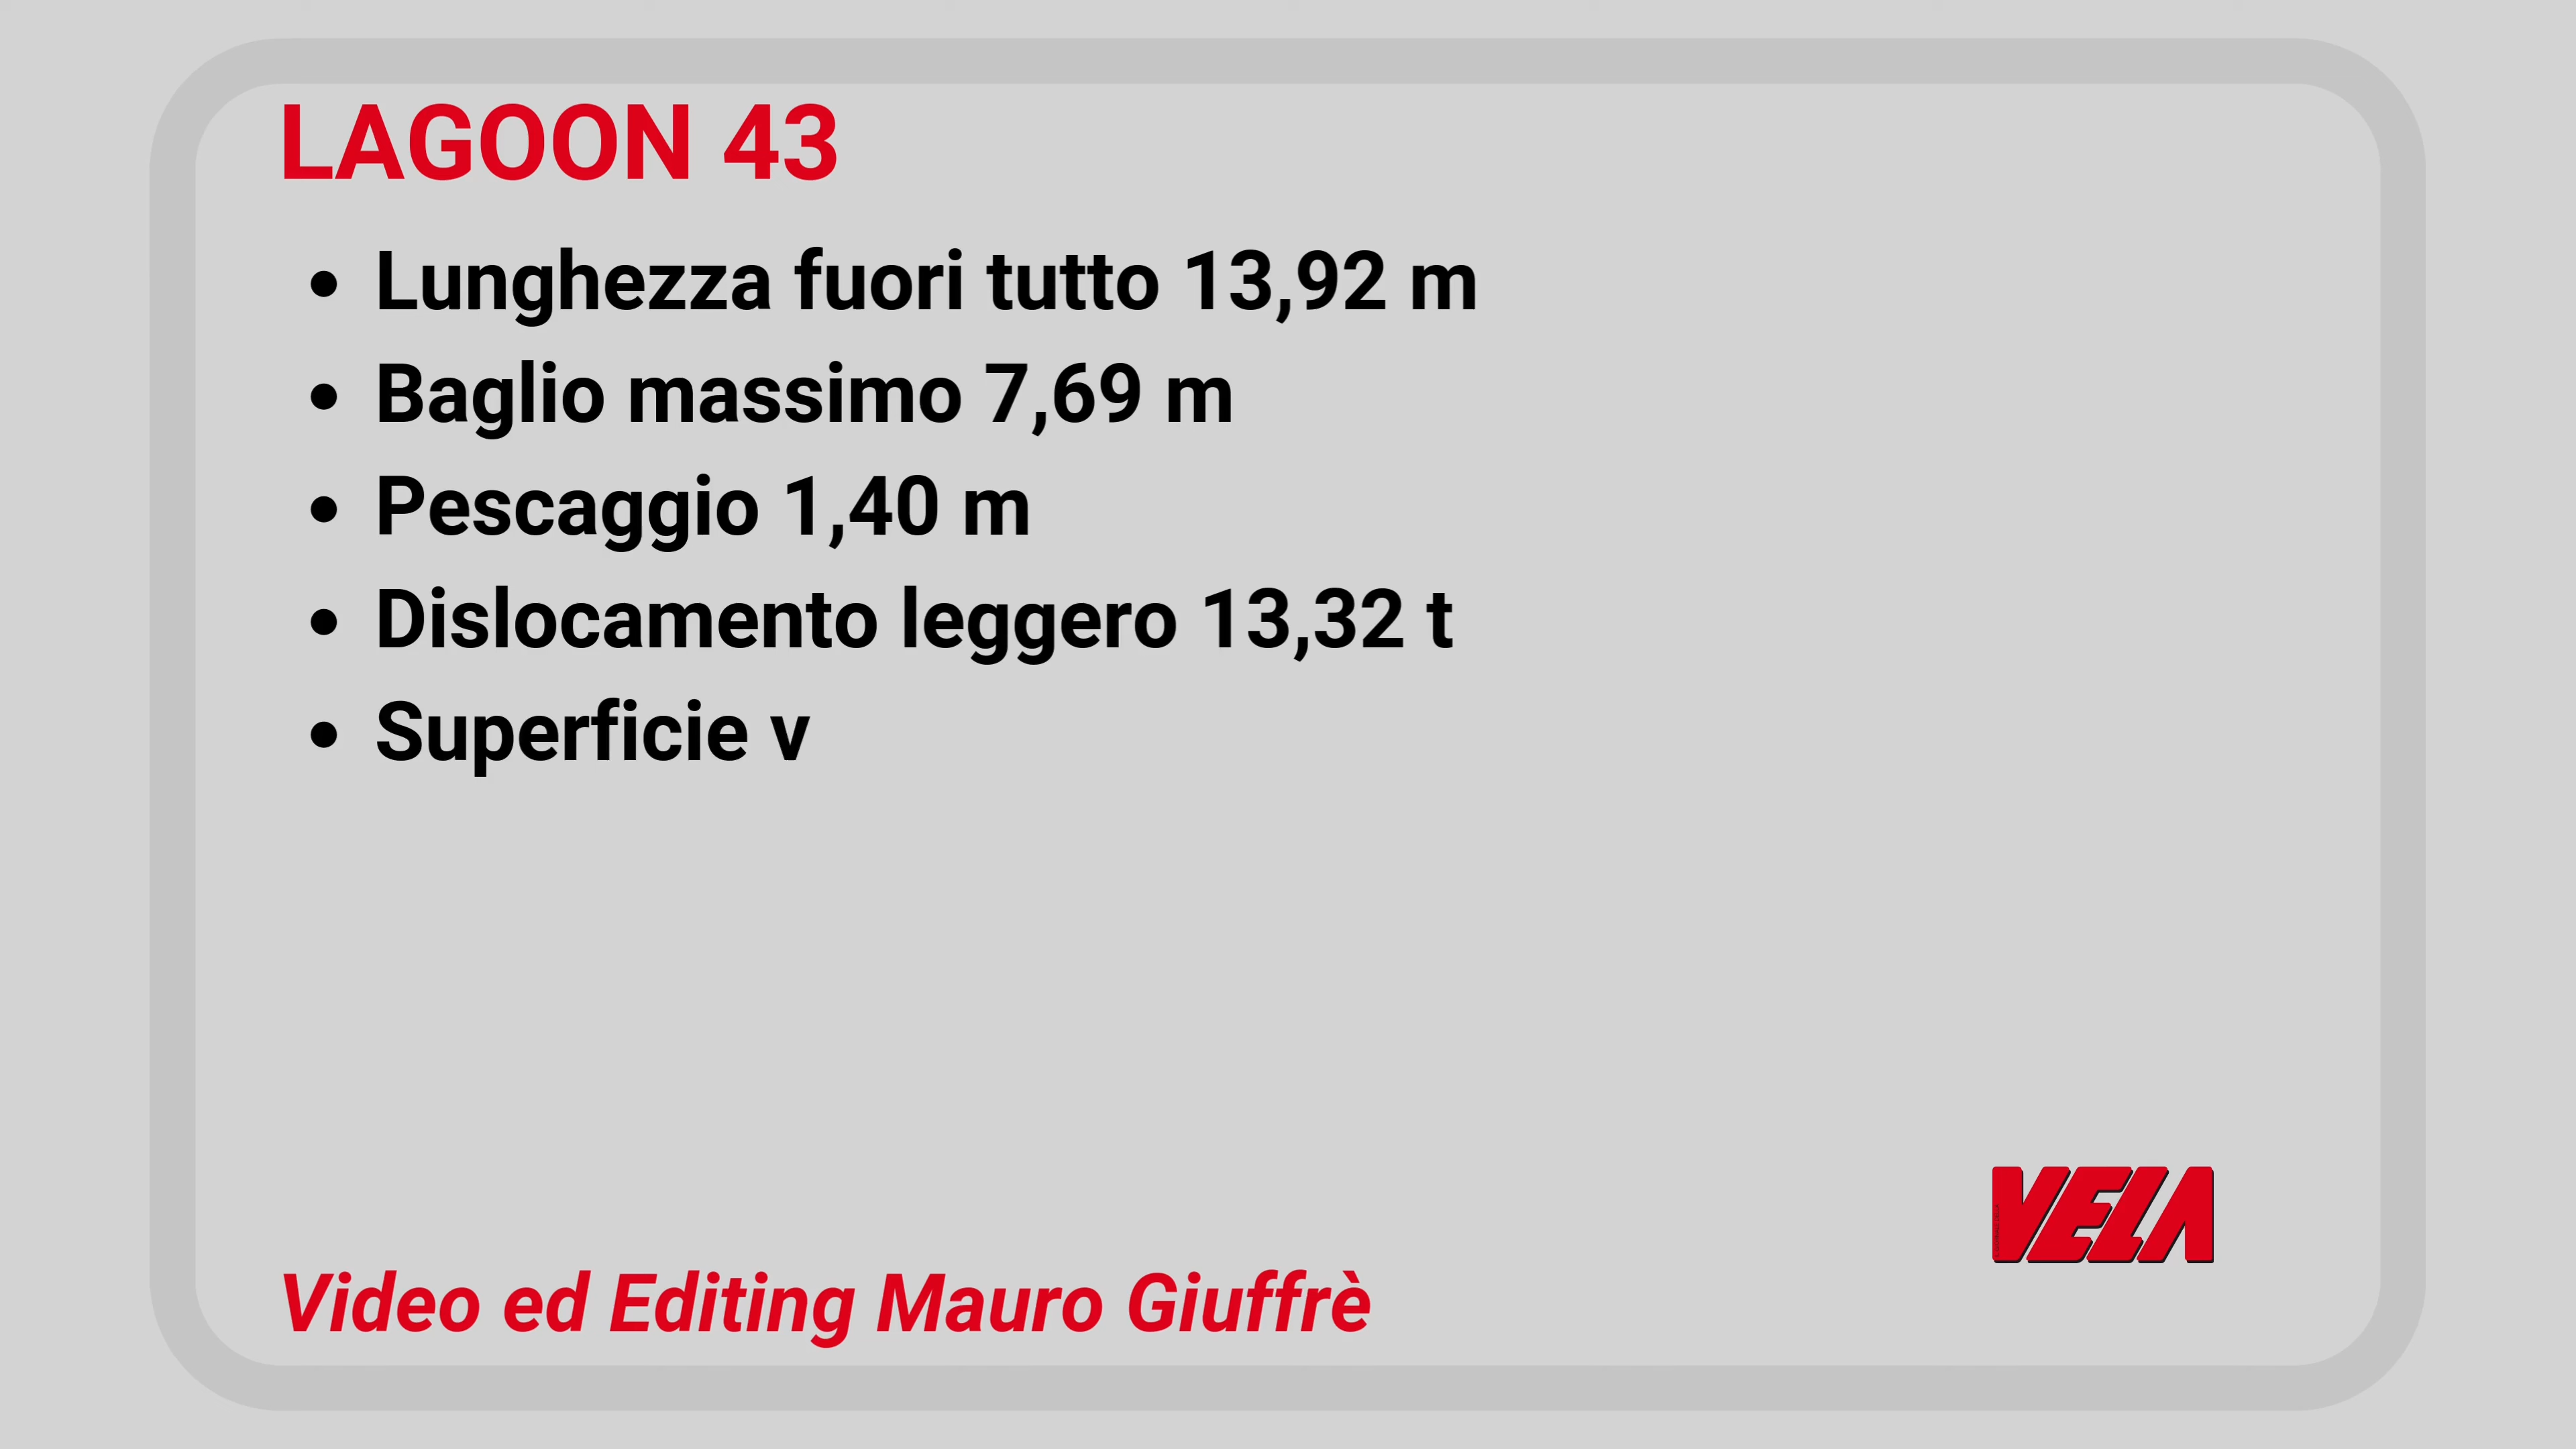 LAGOON 43
• Lunghezza fuori tutto 13,92 m
• Baglio massimo 7,69 m
• Pescaggio 1,40 m
• Dislocamento leggero 13,32 t
• Superficie v
VELA
Video ed Editing Mauro Giuffrè